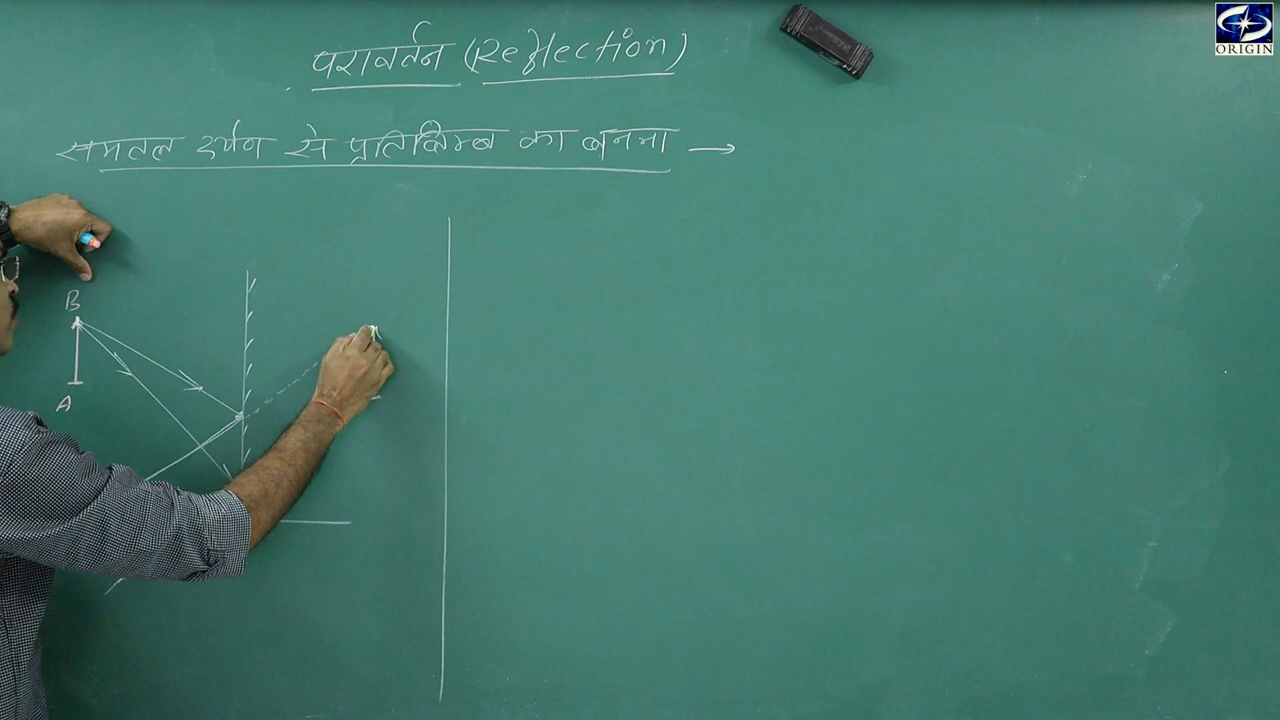 परावर्तन (Reflection)
समतल दर्पण से प्रतिबिम्ब का बनना →
B
A
ORIGIN